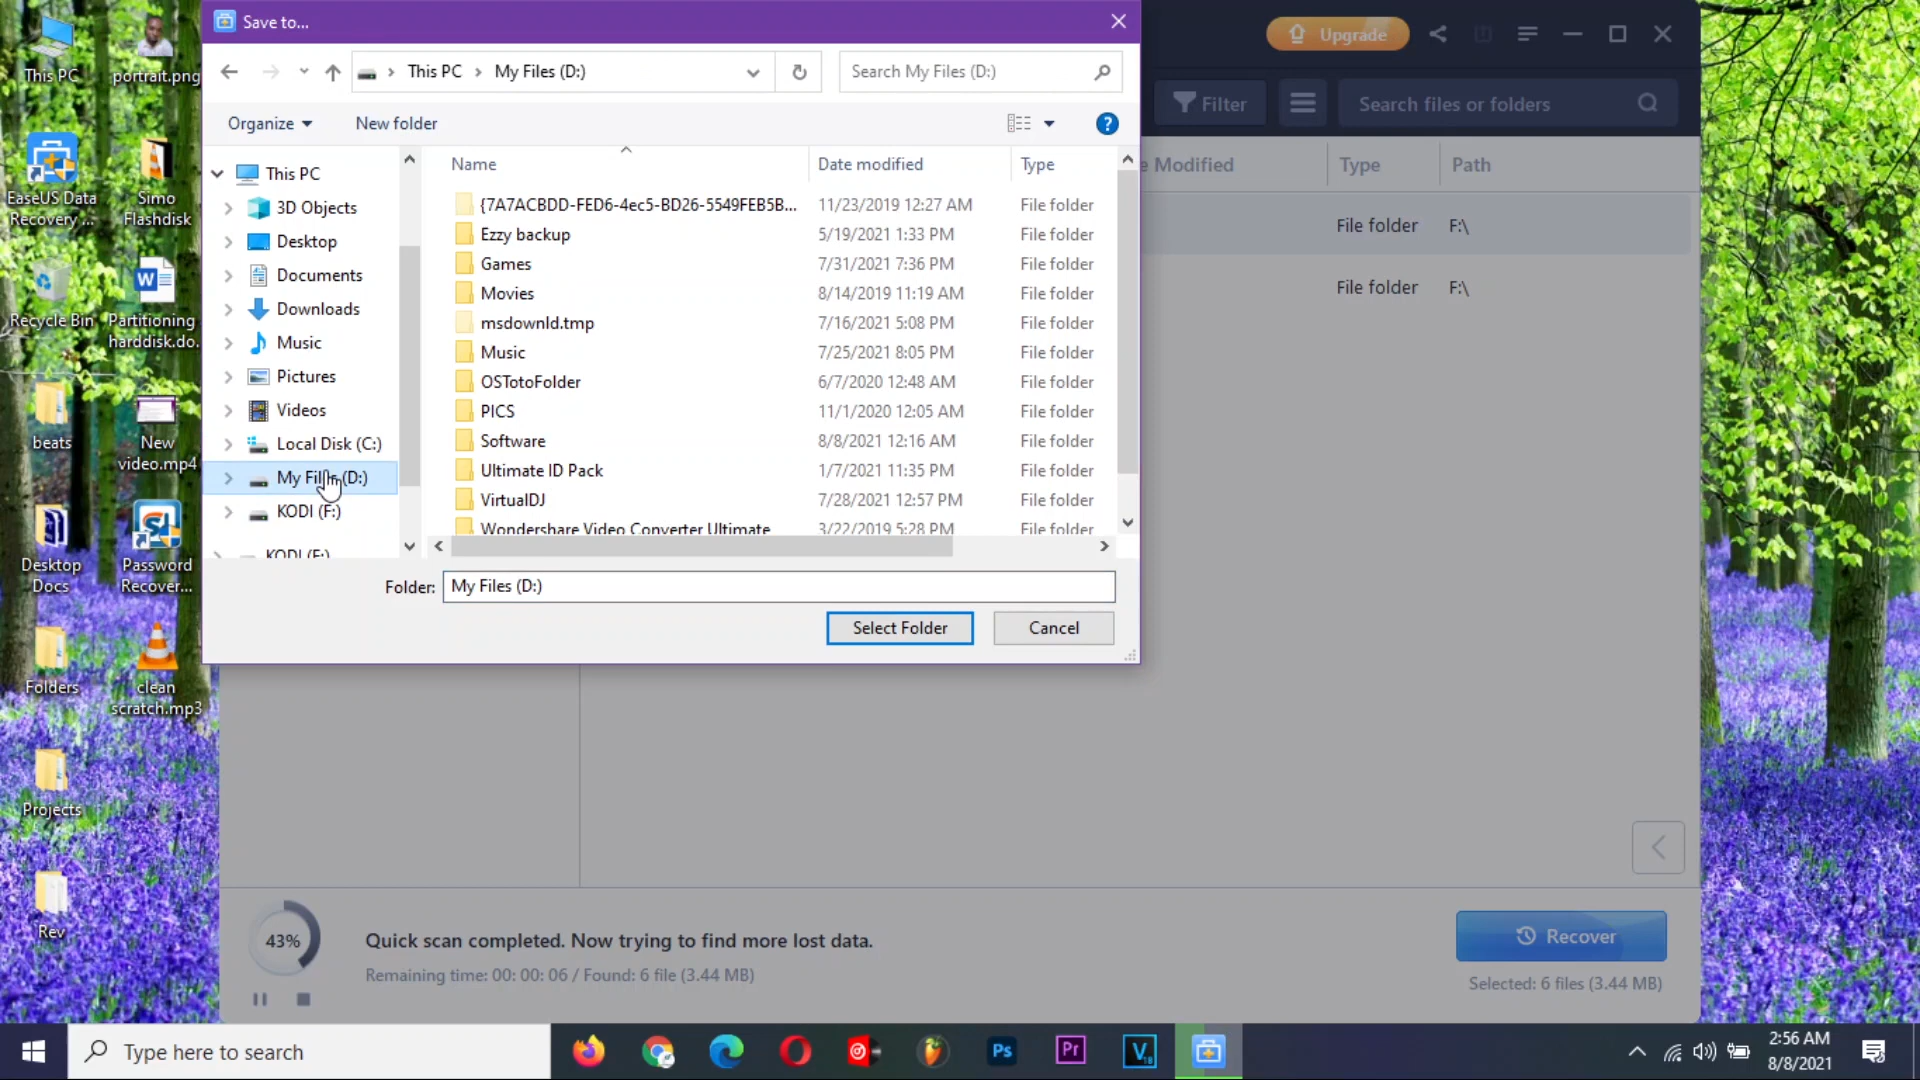 Save to...
This PC
My Files (D:)
Search My Files (D:)
Organize
New folder
?
This PC
3D Objects
Desktop
Documents
Downloads
Music
Pictures
Videos
Local Disk (C:)
My Files (D:)
KODI (F:)
KODI (F:)
Name
Date modified
Type
{7A7ACBDD-FED6-4ec5-BD26-5549FEB5B... 11/23/2019 12:27 AM File folder
Ezzy backup 5/19/2021 1:33 PM File folder
Games 7/31/2021 7:36 PM File folder
Movies 8/14/2019 11:19 AM File folder
msdownld.tmp 7/16/2021 5:08 PM File folder
Music 7/25/2021 8:05 PM File folder
OSTotoFolder 6/7/2020 12:48 AM File folder
PICS 11/1/2020 12:05 AM File folder
Software 8/8/2021 12:16 AM File folder
Ultimate ID Pack 1/7/2021 11:35 PM File folder
VirtualDJ 7/28/2021 12:57 PM File folder
Wondershare Video Converter Ultimate 3/22/2019 5:28 PM File folder
Folder: My Files (D:)
Select Folder
Cancel
Upgrade
Filter
Search files or folders
e Modified
Type
Path
File folder F:\
File folder F:\
43%
Quick scan completed. Now trying to find more lost data.
Remaining time: 00: 00: 06 / Found: 6 file (3.44 MB)
Recover
Selected: 6 files (3.44 MB)
This PC
portrait.png
EaseUS Data
Recovery ...
Simo
Flashdisk
Recycle Bin
Partitioning
harddisk.do...
beats
New
video.mp4
Desktop
Docs
Password
Recover...
Folders
clean
scratch.mp3
Projects
Rev
Type here to search
Ps
Pr
V
2:56 AM
8/8/2021